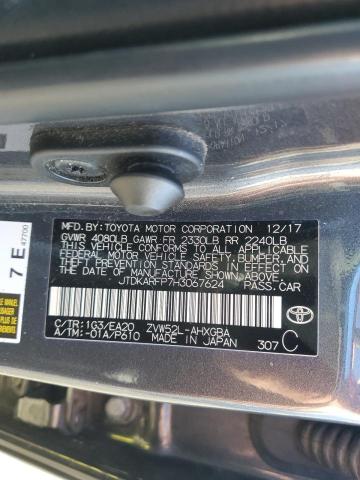 MFD.BY:TOYOTA MOTOR CORPORATION 12/17
GVWR 4080LB GAWR FR 2330LB RR 2240LB
THIS VEHICLE CONFORMS TO ALL APPLICABLE
FEDERAL MOTOR VEHICLE SAFETY, BUMPER, AND
THEFT PREVENTION STANDARDS IN EFFECT ON
THE DATE OF MANUFACTURE SHOWN ABOVE.
JTDKARFP7H3067624 PASS.CAR
C/TR:1G3/EA20 ZVW52L-AHXGBA
A/TM:-01A/P610 MADE IN JAPAN 307 C
7 E
47700